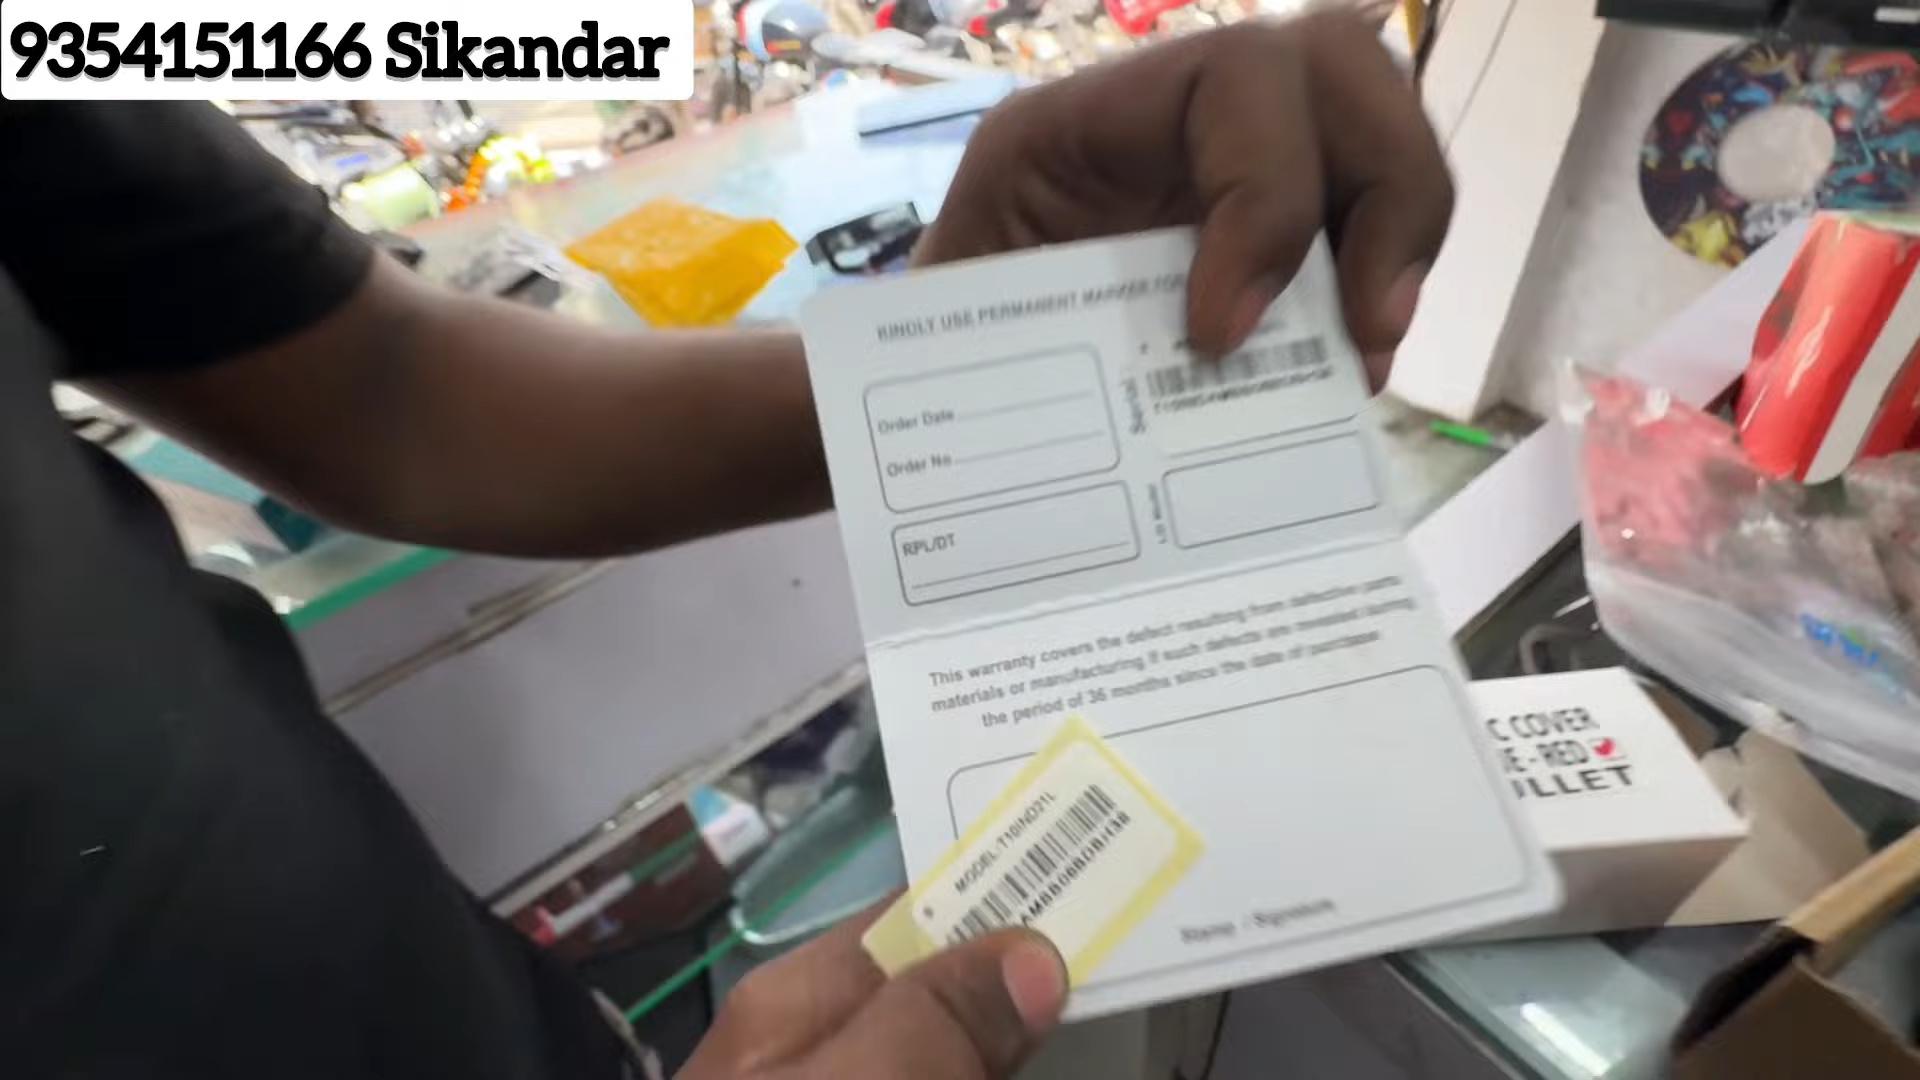 9354151166 Sikandar
KINDLY USE PERMANENT MARKER FOR
Order Date
Order No
Serial
RPL/DT
This warranty covers the defect resulting from defective parts
materials or manufacturing if such defects are revealed during
the period of 36 months since the date of purchase
MODEL:T10IND21L
Stamp / Signature
C COVER
E - RED
LLET